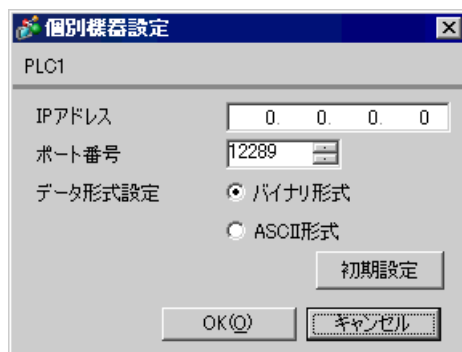 個別機器設定
PLC1
IPアドレス 0. 0. 0. 0
ポート番号 12289
データ形式設定 バイナリ形式
ASCII形式
初期設定
OK(O) キャンセル